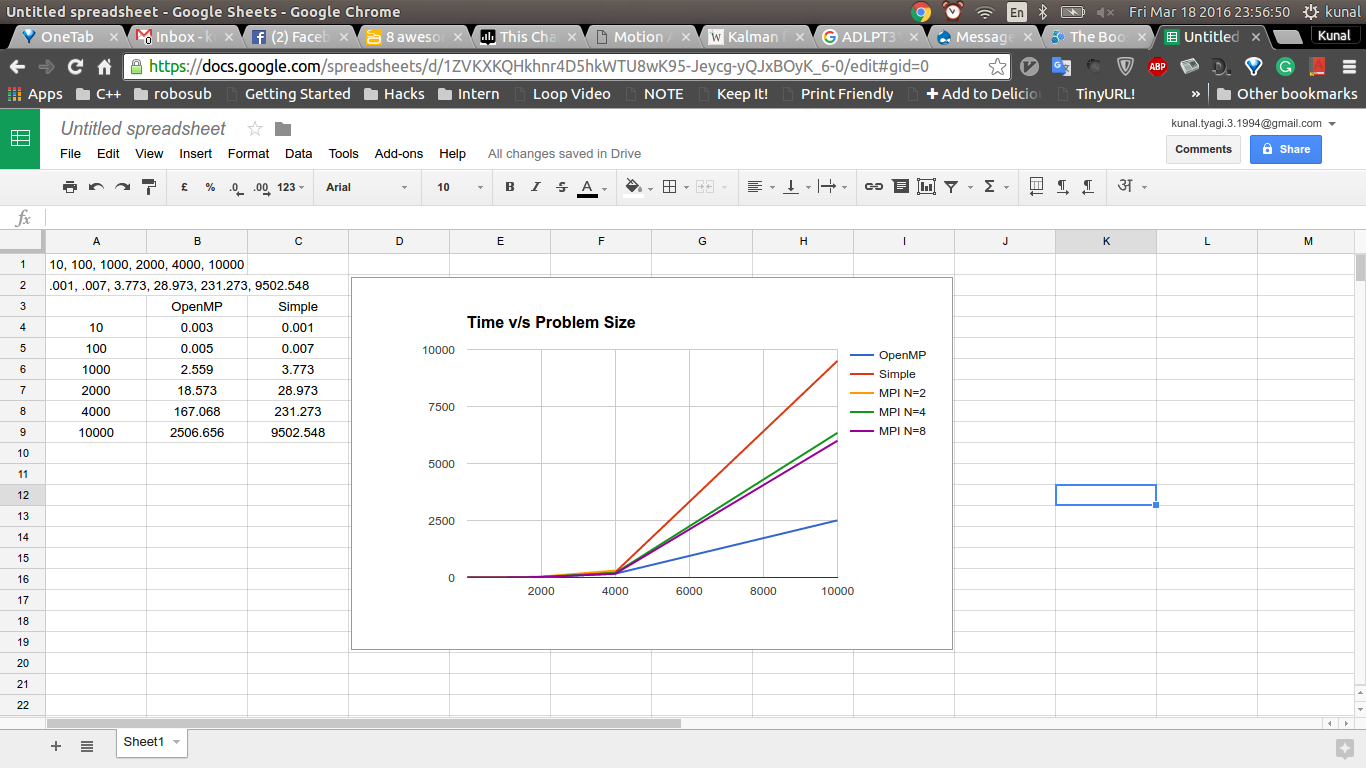 Untitled spreadsheet - Google Sheets - Google Chrome
En
Fri Mar 18 2016 23:56:50
kunal
OneTab
Inbox - k
(2) Faceb
8 aweso
This Cha
Motion
Kalman
ADLPT3
Message
The Boo
Untitled
Kunal
https://docs.google.com/spreadsheets/d/1ZVKXKQHkhnr4D5hkWTU8wK95-Jeycg-yQJxBOyK_6-0/edit#gid=0
ABP
Apps
C++
robosub
Getting Started
Hacks
Intern
Loop Video
NOTE
Keep It!
Print Friendly
Add to Delicio
TinyURL!
»
Other bookmarks
Untitled spreadsheet
kunal.tyagi.3.1994@gmail.com
File Edit View Insert Format Data Tools Add-ons Help All changes saved in Drive
Comments
Share
£ % .0 .00 123 Arial 10 B I S A Σ अ
fx
A B C D E F G H I J K L M
1 10, 100, 1000, 2000, 4000, 10000
2 .001, .007, 3.773, 28.973, 231.273, 9502.548
3 OpenMP Simple
4 10 0.003 0.001
5 100 0.005 0.007
6 1000 2.559 3.773
7 2000 18.573 28.973
8 4000 167.068 231.273
9 10000 2506.656 9502.548
10
11
12
13
14
15
16
17
18
19
20
21
22
Time v/s Problem Size
10000
7500
5000
2500
0
2000 4000 6000 8000 10000
OpenMP
Simple
MPI N=2
MPI N=4
MPI N=8
Sheet1